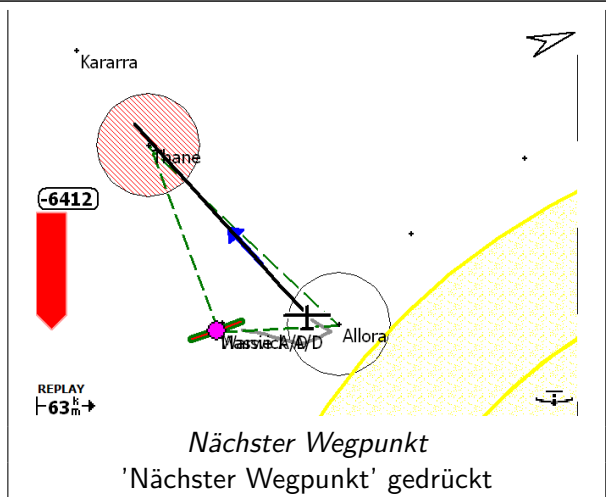 Kararra
Thane
-6412
Allora
REPLAY
63km
Nächster Wegpunkt
'Nächster Wegpunkt' gedrückt